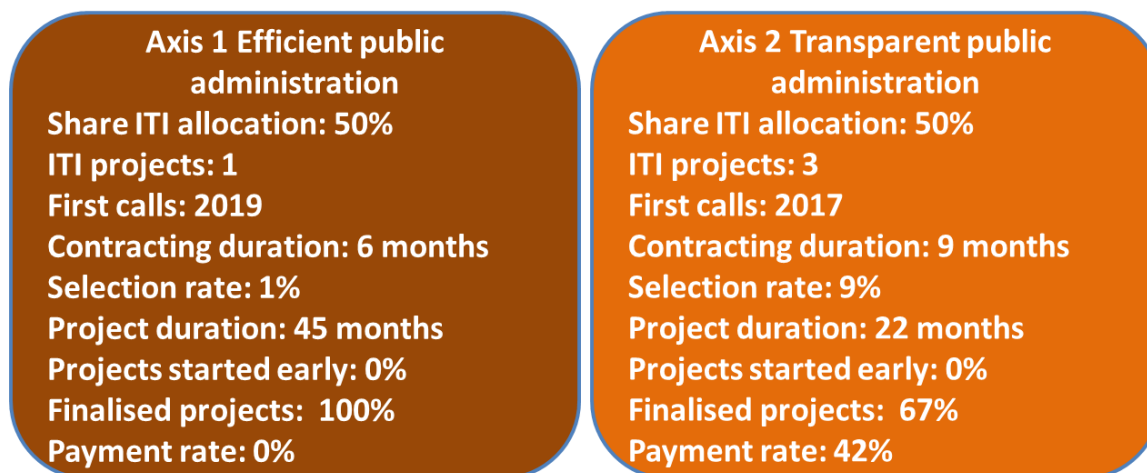 Axis 1 Efficient public
administration
Share ITI allocation: 50%
ITI projects: 1
First calls: 2019
Contracting duration: 6 months
Selection rate: 1%
Project duration: 45 months
Projects started early: 0%
Finalised projects:  100%
Payment rate: 0%
Axis 2 Transparent public
administration
Share ITI allocation: 50%
ITI projects: 3
First calls: 2017
Contracting duration: 9 months
Selection rate: 9%
Project duration: 22 months
Projects started early: 0%
Finalised projects:  67%
Payment rate: 42%